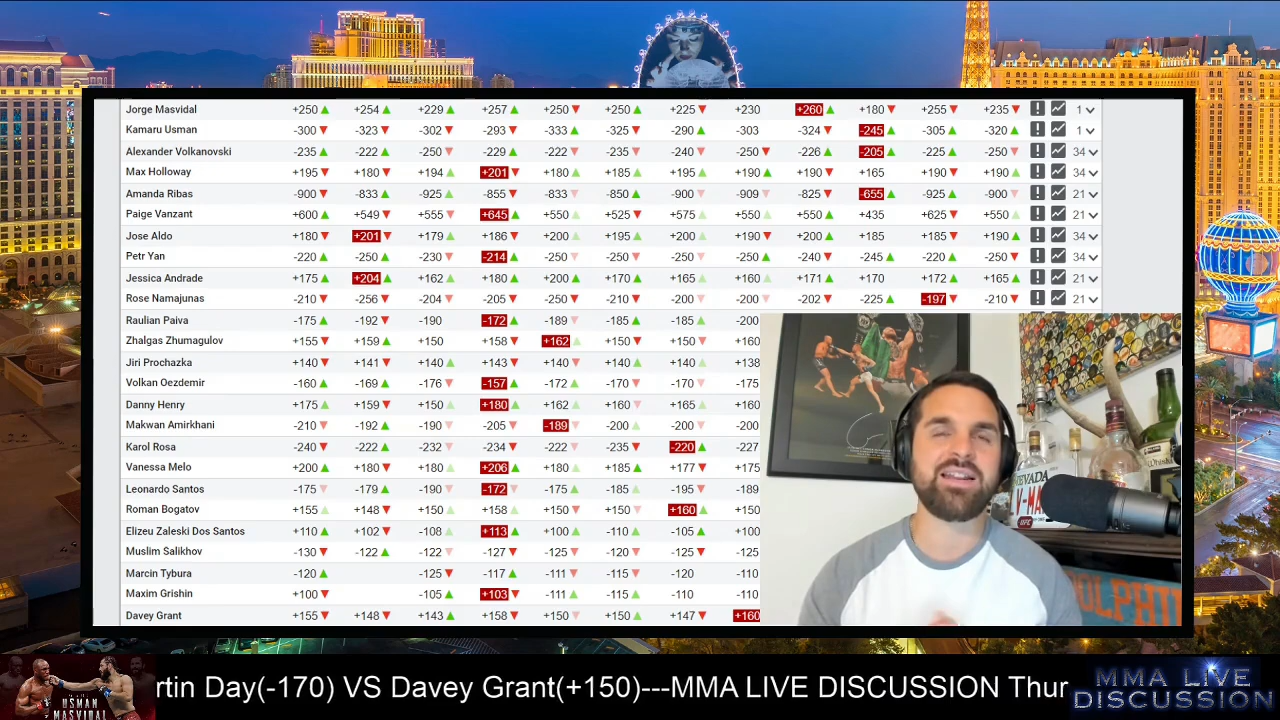 Jorge Masvidal +250 +254 +229 +257 +250 +250 +225 +230 +260 +180 +255 +235 1
Kamaru Usman -300 -323 -302 -293 -333 -325 -290 -303 -324 -245 -305 -320 1
Alexander Volkanovski -235 -222 -250 -229 -222 -235 -240 -250 -226 -205 -225 -250 34
Max Holloway +195 +180 +194 +201 +180 +185 +195 +190 +190 +165 +190 +190 34
Amanda Ribas -900 -833 -925 -855 -833 -850 -900 -909 -825 -655 -925 -900 21
Paige Vanzant +600 +549 +555 +645 +550 +525 +575 +550 +550 +435 +625 +550 21
Jose Aldo +180 +201 +179 +186 +200 +195 +200 +190 +200 +185 +185 +190 34
Petr Yan -220 -250 -230 -214 -250 -250 -250 -250 -240 -245 -220 -250 34
Jessica Andrade +175 +204 +162 +180 +200 +170 +165 +160 +171 +170 +172 +165 21
Rose Namajunas -210 -256 -204 -205 -250 -210 -200 -200 -202 -225 -197 -210 21
Raulian Paiva -175 -192 -190 -172 -189 -185 -185 -200
Zhalgas Zhumagulov +155 +159 +150 +158 +162 +150 +150 +160
Jiri Prochazka +140 +141 +140 +143 +140 +140 +140 +138
Volkan Oezdemir -160 -169 -176 -157 -172 -170 -170 -175
Danny Henry +175 +159 +150 +180 +162 +160 +165 +160
Makwan Amirkhani -210 -192 -190 -205 -189 -200 -200 -200
Karol Rosa -240 -222 -232 -234 -222 -235 -220 -227
Vanessa Melo +200 +180 +180 +206 +180 +185 +177 +175
Leonardo Santos -175 -179 -190 -172 -175 -185 -195 -189
Roman Bogatov +155 +148 +150 +158 +150 +150 +160 +150
Elizeu Zaleski Dos Santos +110 +102 -108 +113 +100 -110 -105 +100
Muslim Salikhov -130 -122 -122 -127 -125 -120 -125 -125
Marcin Tybura -120 -125 -117 -111 -115 -120 -110
Maxim Grishin +100 -105 +103 -111 -115 -110 -110
Davey Grant +155 +148 +143 +158 +150 +150 +147 +160
NEVADA
V-MA
UFC
OLPHI
USMAN
MASVIDAL
rtin Day(-170) VS Davey Grant(+150)---MMA LIVE DISCUSSION Thur
MMA LIVE
DISCUSSION